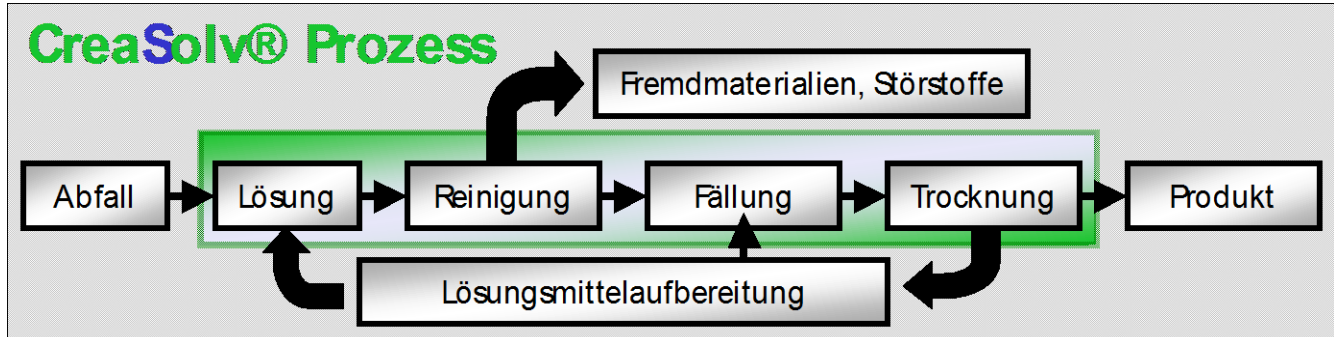 CreaSolv® Prozess
Fremdmaterialien, Störstoffe
Abfall
Lösung
Reinigung
Fällung
Trocknung
Produkt
Lösungsmittelaufbereitung